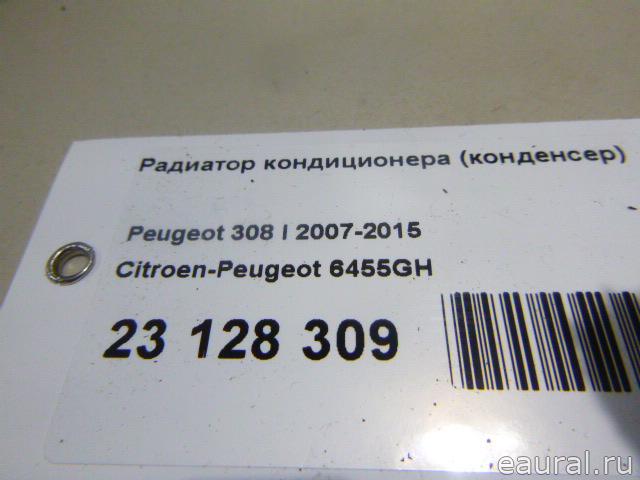 Радиатор кондиционера (конденсер)
Peugeot 308 I 2007-2015
Citroen-Peugeot 6455GH
23 128 309
eaural.ru